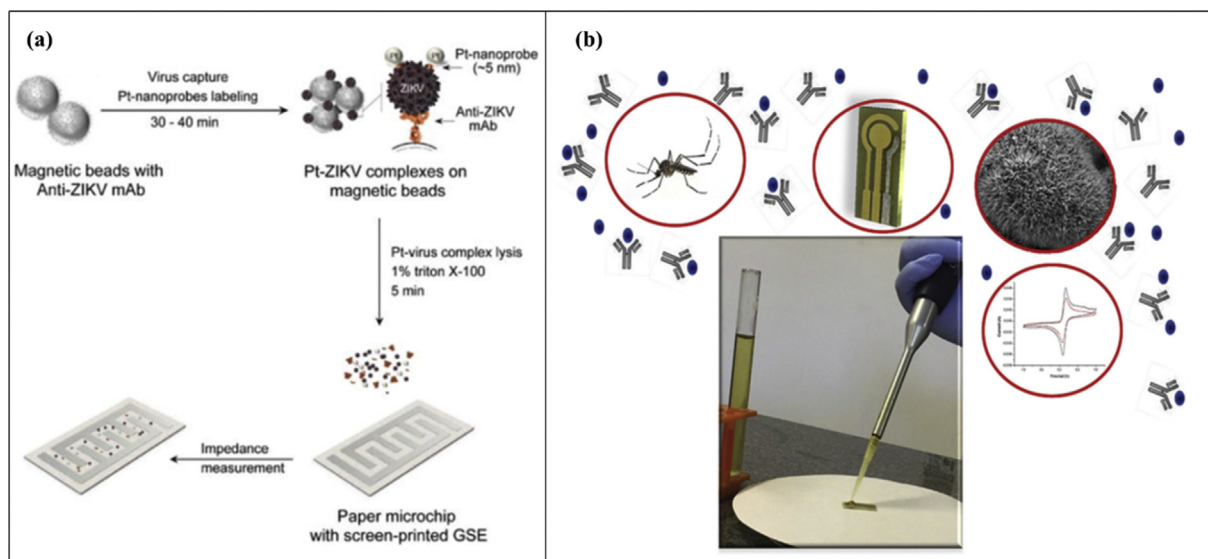 (a)
Virus capture
Pt-nanoprobes labeling
30 - 40 min
Magnetic beads with
Anti-ZIKV mAb
Pt
ZIKV
Pt-nanoprobe
(~5 nm)
Anti-ZIKV
mAb
Pt-ZIKV complexes on
magnetic beads
Pt-virus complex lysis
1% triton X-100
5 min
Impedance
measurement
Paper microchip
with screen-printed GSE
(b)